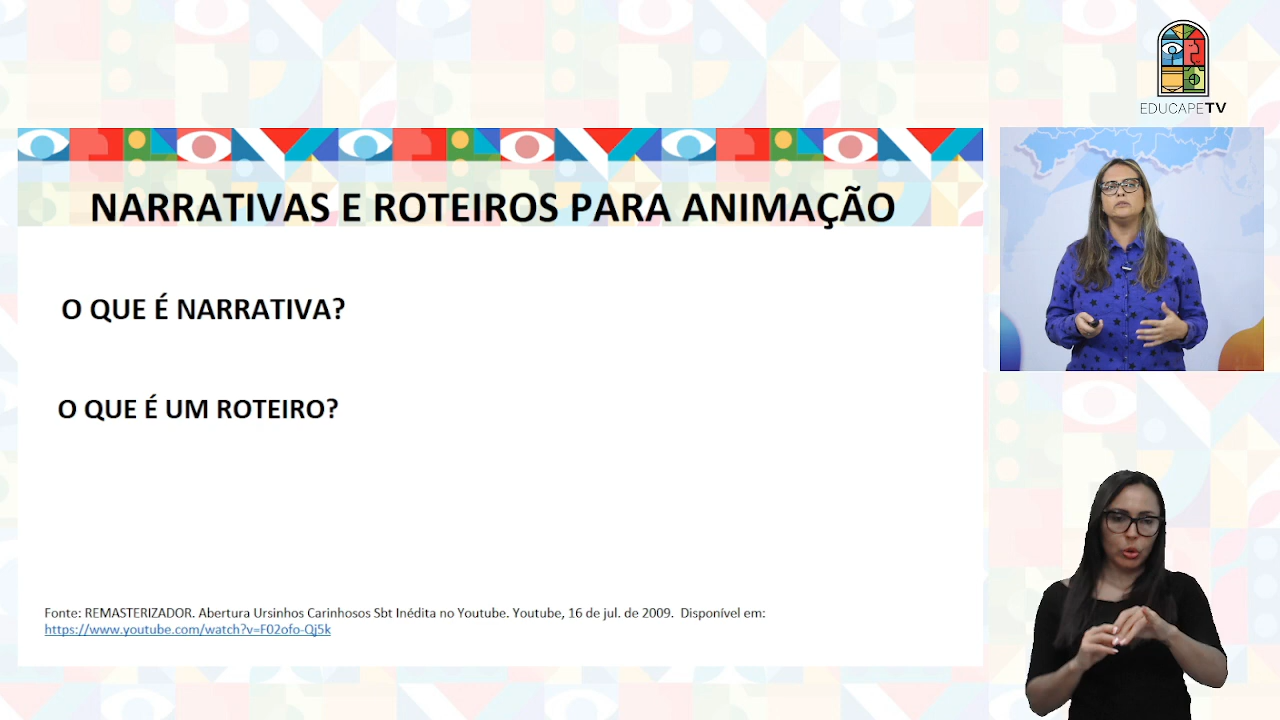 EDUCAPETV
NARRATIVAS E ROTEIROS PARA ANIMAÇÃO
O QUE É NARRATIVA?
O QUE É UM ROTEIRO?
Fonte: REMASTERIZADOR. Abertura Ursinhos Carinhosos Sbt Inédita no Youtube. Youtube, 16 de jul. de 2009. Disponível em:
https://www.youtube.com/watch?v=F02ofo-Qj5k